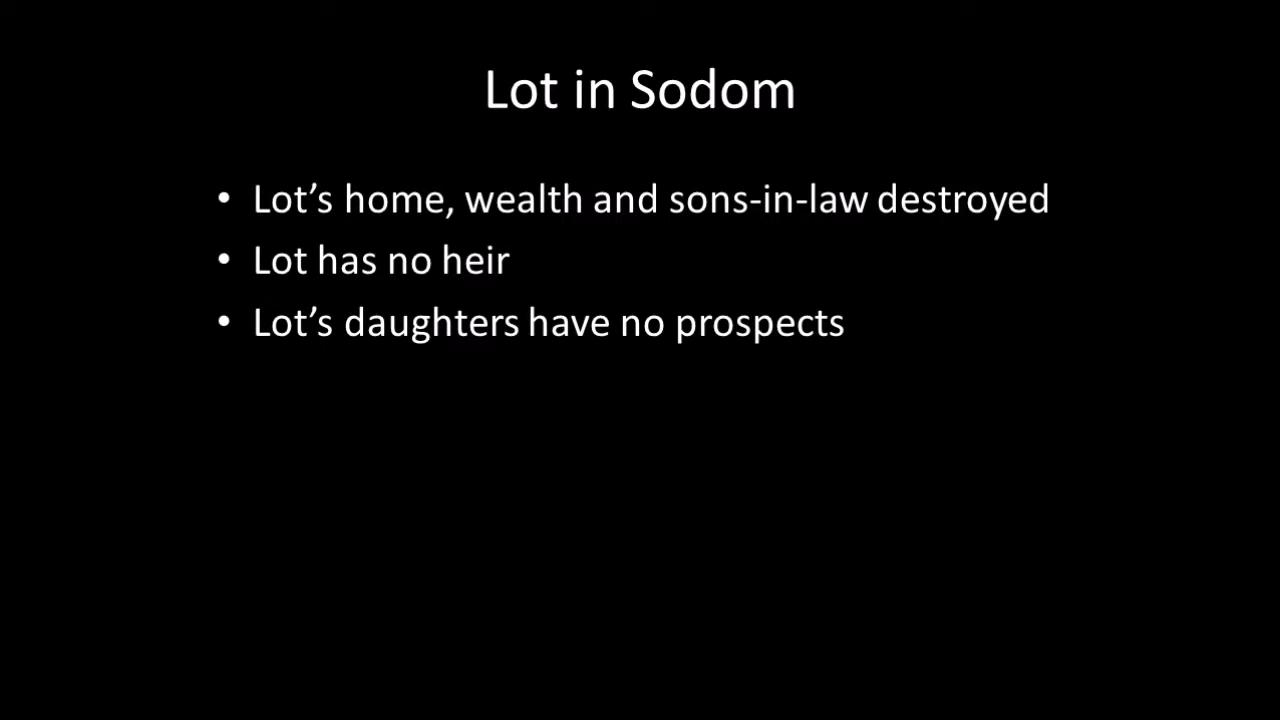 Lot in Sodom
• Lot’s home, wealth and sons-in-law destroyed
• Lot has no heir
• Lot’s daughters have no prospects